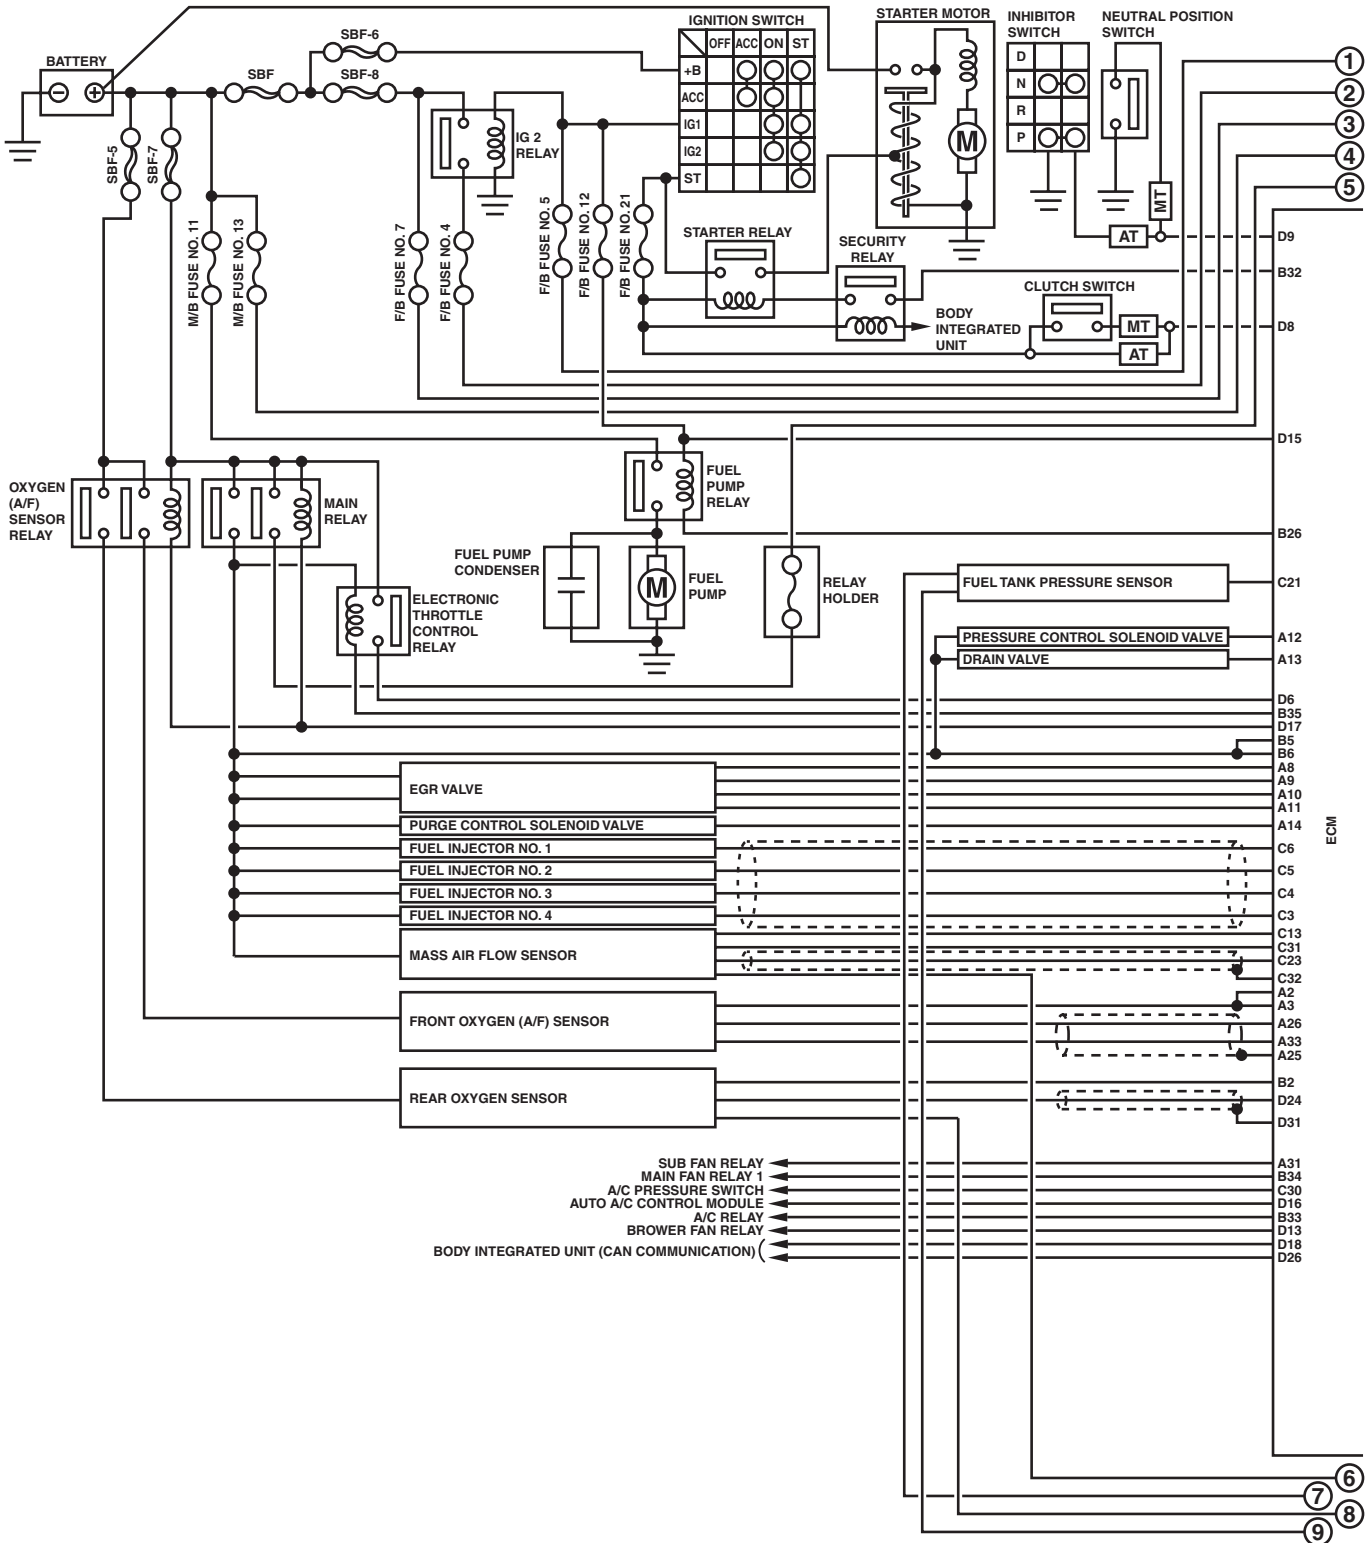 IGNITION SWITCH
STARTER MOTOR
INHIBITOR
SWITCH
NEUTRAL POSITION
SWITCH
SBF-6
OFF ACC ON ST
BATTERY
SBF
SBF-8
+B
D
1
− +
ACC
N
2
IG 2
RELAY
IG1
R
3
M
IG2
P
4
SBF-5
SBF-7
ST
5
MT
M/B FUSE NO. 11
M/B FUSE NO. 13
F/B FUSE NO. 7
F/B FUSE NO. 4
F/B FUSE NO. 5
F/B FUSE NO. 12
F/B FUSE NO. 21
STARTER RELAY
SECURITY
RELAY
AT
D9
B32
CLUTCH SWITCH
BODY
INTEGRATED
UNIT
MT
D8
AT
D15
OXYGEN
(A/F)
SENSOR
RELAY
MAIN
RELAY
FUEL
PUMP
RELAY
B26
FUEL PUMP
CONDENSER
M
FUEL
PUMP
RELAY
HOLDER
FUEL TANK PRESSURE SENSOR
C21
ELECTRONIC
THROTTLE
CONTROL
RELAY
PRESSURE CONTROL SOLENOID VALVE
A12
DRAIN VALVE
A13
D6
B35
D17
B5
B6
EGR VALVE
A8
A9
A10
A11
PURGE CONTROL SOLENOID VALVE
A14
ECM
FUEL INJECTOR NO. 1
C6
FUEL INJECTOR NO. 2
C5
FUEL INJECTOR NO. 3
C4
FUEL INJECTOR NO. 4
C3
MASS AIR FLOW SENSOR
C13
C31
C23
C32
FRONT OXYGEN (A/F) SENSOR
A2
A3
A26
A33
A25
REAR OXYGEN SENSOR
B2
D24
D31
SUB FAN RELAY
A31
MAIN FAN RELAY 1
B34
A/C PRESSURE SWITCH
C30
AUTO A/C CONTROL MODULE
D16
A/C RELAY
B33
BROWER FAN RELAY
D13
BODY INTEGRATED UNIT (CAN COMMUNICATION) (
D18
D26
6
7
8
9